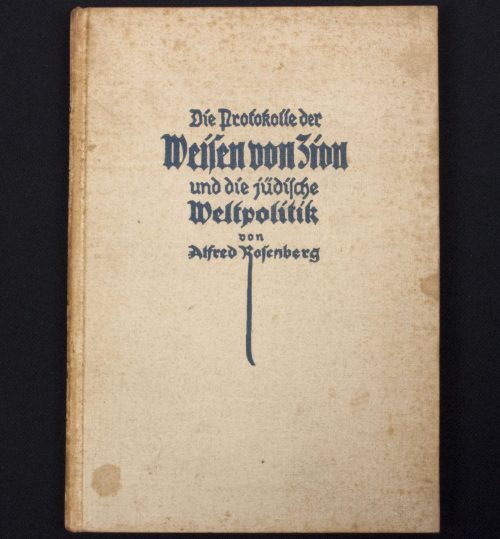 Die Protokolle der
Weisen von Zion
und die jüdische
Weltpolitik
von
Alfred Rosenberg